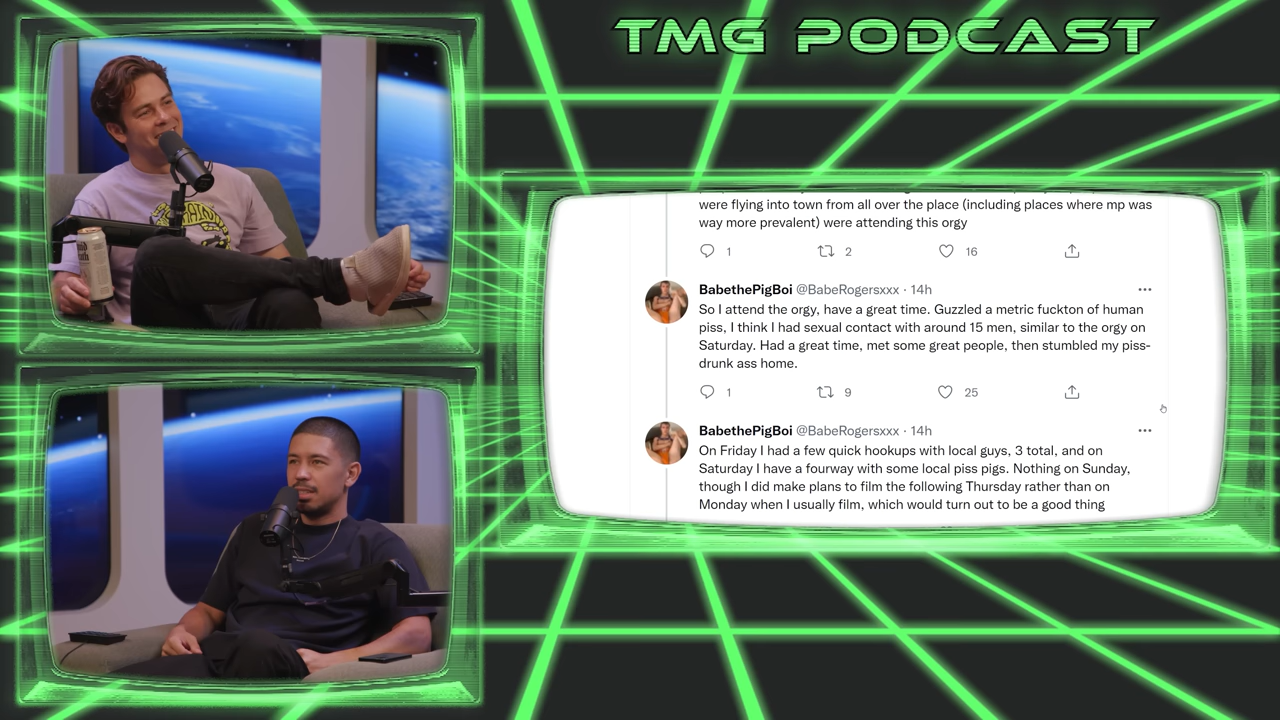 TMG PODCAST
were flying into town from all over the place (including places where mp was
way more prevalent) were attending this orgy
1 2 16
BabethePigBoi @BabeRogersxxx · 14h
So I attend the orgy, have a great time. Guzzled a metric fuckton of human
piss, I think I had sexual contact with around 15 men, similar to the orgy on
Saturday. Had a great time, met some great people, then stumbled my piss-
drunk ass home.
1 9 25
BabethePigBoi @BabeRogersxxx · 14h
On Friday I had a few quick hookups with local guys, 3 total, and on
Saturday I have a fourway with some local piss pigs. Nothing on Sunday,
though I did make plans to film the following Thursday rather than on
Monday when I usually film, which would turn out to be a good thing